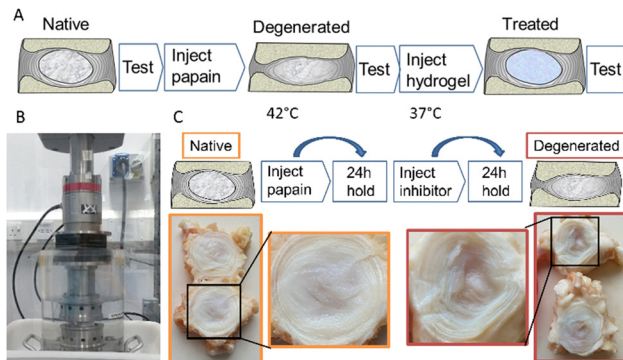 A
Native
Degenerated
Treated
Test
Inject
papain
Test
Inject
hydrogel
Test
B
C
42°C
37°C
Native
Degenerated
Inject
papain
24h
hold
Inject
inhibitor
24h
hold